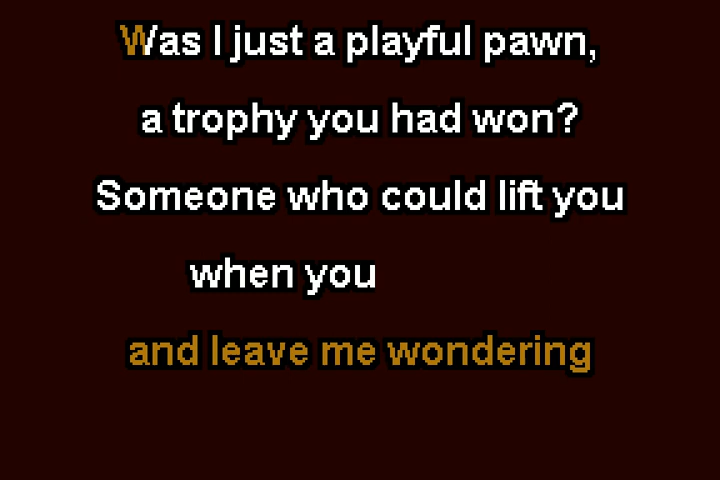 Was I just a playful pawn,
a trophy you had won?
Someone who could lift you
when you
and leave me wondering